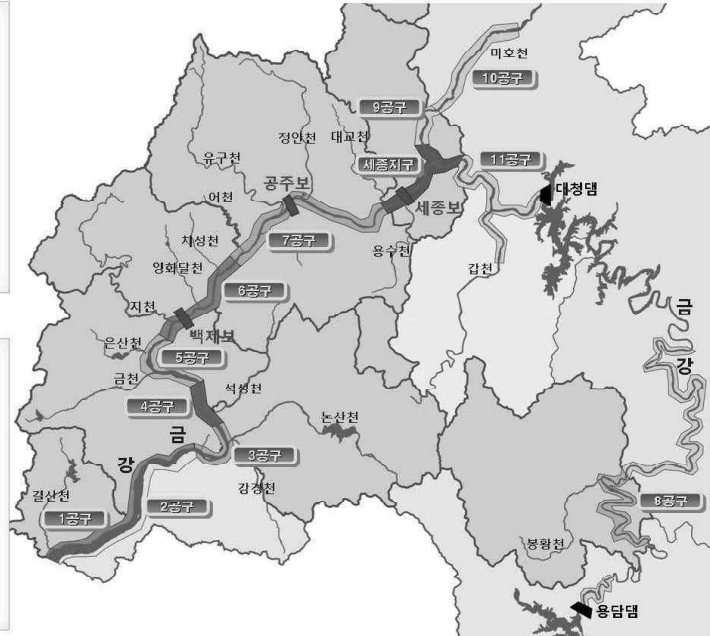 미호천
10공구
9공구
정안천
대교천
유구천
세종지구
11공구
공주보
대청댐
어천
세종보
치성천
7공구
용수천
양화달천
갑천
6공구
지천
금
백제보
은산천
5공구
강
금천
석성천
4공구
논산천
금
3공구
강
강경천
길산천
2공구
8공구
1공구
봉황천
용담댐